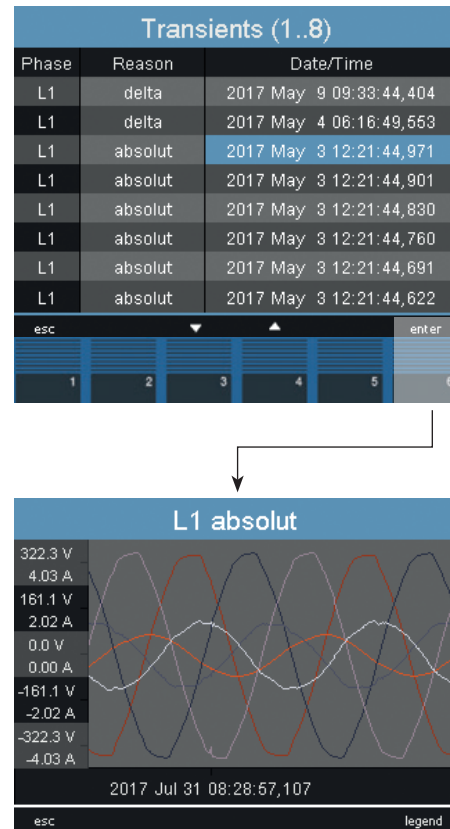 Transients (1..8)
Phase Reason Date/Time
L1 delta 2017 May 9 09:33:44,404
L1 delta 2017 May 4 06:16:49,553
L1 absolut 2017 May 3 12:21:44,971
L1 absolut 2017 May 3 12:21:44,901
L1 absolut 2017 May 3 12:21:44,830
L1 absolut 2017 May 3 12:21:44,760
L1 absolut 2017 May 3 12:21:44,691
L1 absolut 2017 May 3 12:21:44,622
esc enter
1 2 3 4 5 6
L1 absolut
322.3 V
4.03 A
161.1 V
2.02 A
0.0 V
0.00 A
-161.1 V
-2.02 A
-322.3 V
-4.03 A
2017 Jul 31 08:28:57,107
esc legend